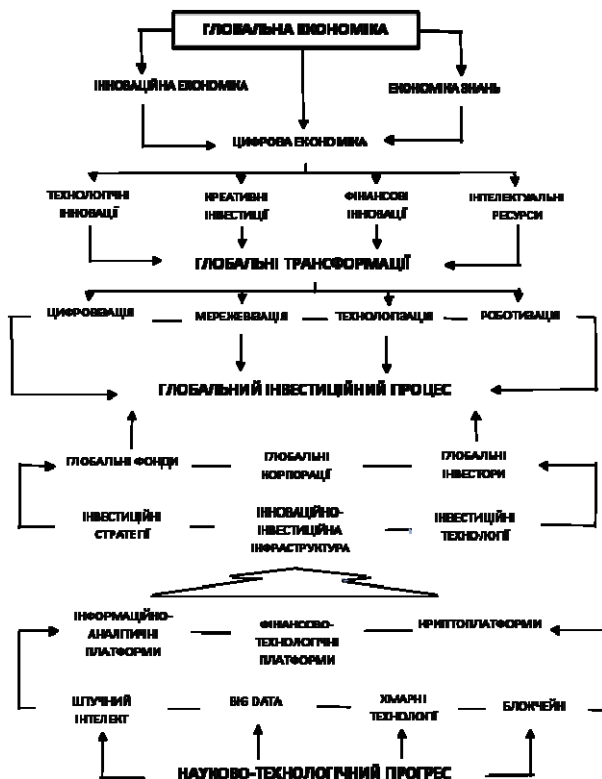 ГЛОБАЛЬНА ЕКОНОМІКА
ІННОВАЦІЙНА ЕКОНОМІКА
ЕКОНОМІКА ЗНАНЬ
ЦИФРОВА ЕКОНОМІКА
ТЕХНОЛОГІЧНІ
ІННОВАЦІЇ
КРЕАТИВНІ
ІНВЕСТИЦІЇ
ФІНАНСОВІ
ІННОВАЦІЇ
ІНТЕЛЕКТУАЛЬНІ
РЕСУРСИ
ГЛОБАЛЬНІ ТРАНСФОРМАЦІЇ
ЦИФРОВІЗАЦІЯ
МЕРЕЖЕВІЗАЦІЯ
ТЕХНОЛОГІЗАЦІЯ
РОБОТИЗАЦІЯ
ГЛОБАЛЬНИЙ ІНВЕСТИЦІЙНИЙ ПРОЦЕС
ГЛОБАЛЬНІ ФОНДИ
ГЛОБАЛЬНІ
КОРПОРАЦІЇ
ГЛОБАЛЬНІ
ІНВЕСТОРИ
ІНВЕСТИЦІЙНІ
СТРАТЕГІЇ
ІННОВАЦІЙНО-
ІНВЕСТИЦІЙНА
ІНФРАСТРУКТУРА
ІНВЕСТИЦІЙНІ
ТЕХНОЛОГІЇ
ІНФОРМАЦІЙНО-
АНАЛІТИЧНІ
ПЛАТФОРМИ
ФІНАНСОВО-
ТЕХНОЛОГІЧНІ
ПЛАТФОРМИ
КРИПТОПЛАТФОРМИ
ШТУЧНИЙ
ІНТЕЛЕКТ
BIG DATA
ХМАРНІ
ТЕХНОЛОГІЇ
БЛОКЧЕЙН
НАУКОВО-ТЕХНОЛОГІЧНИЙ ПРОГРЕС